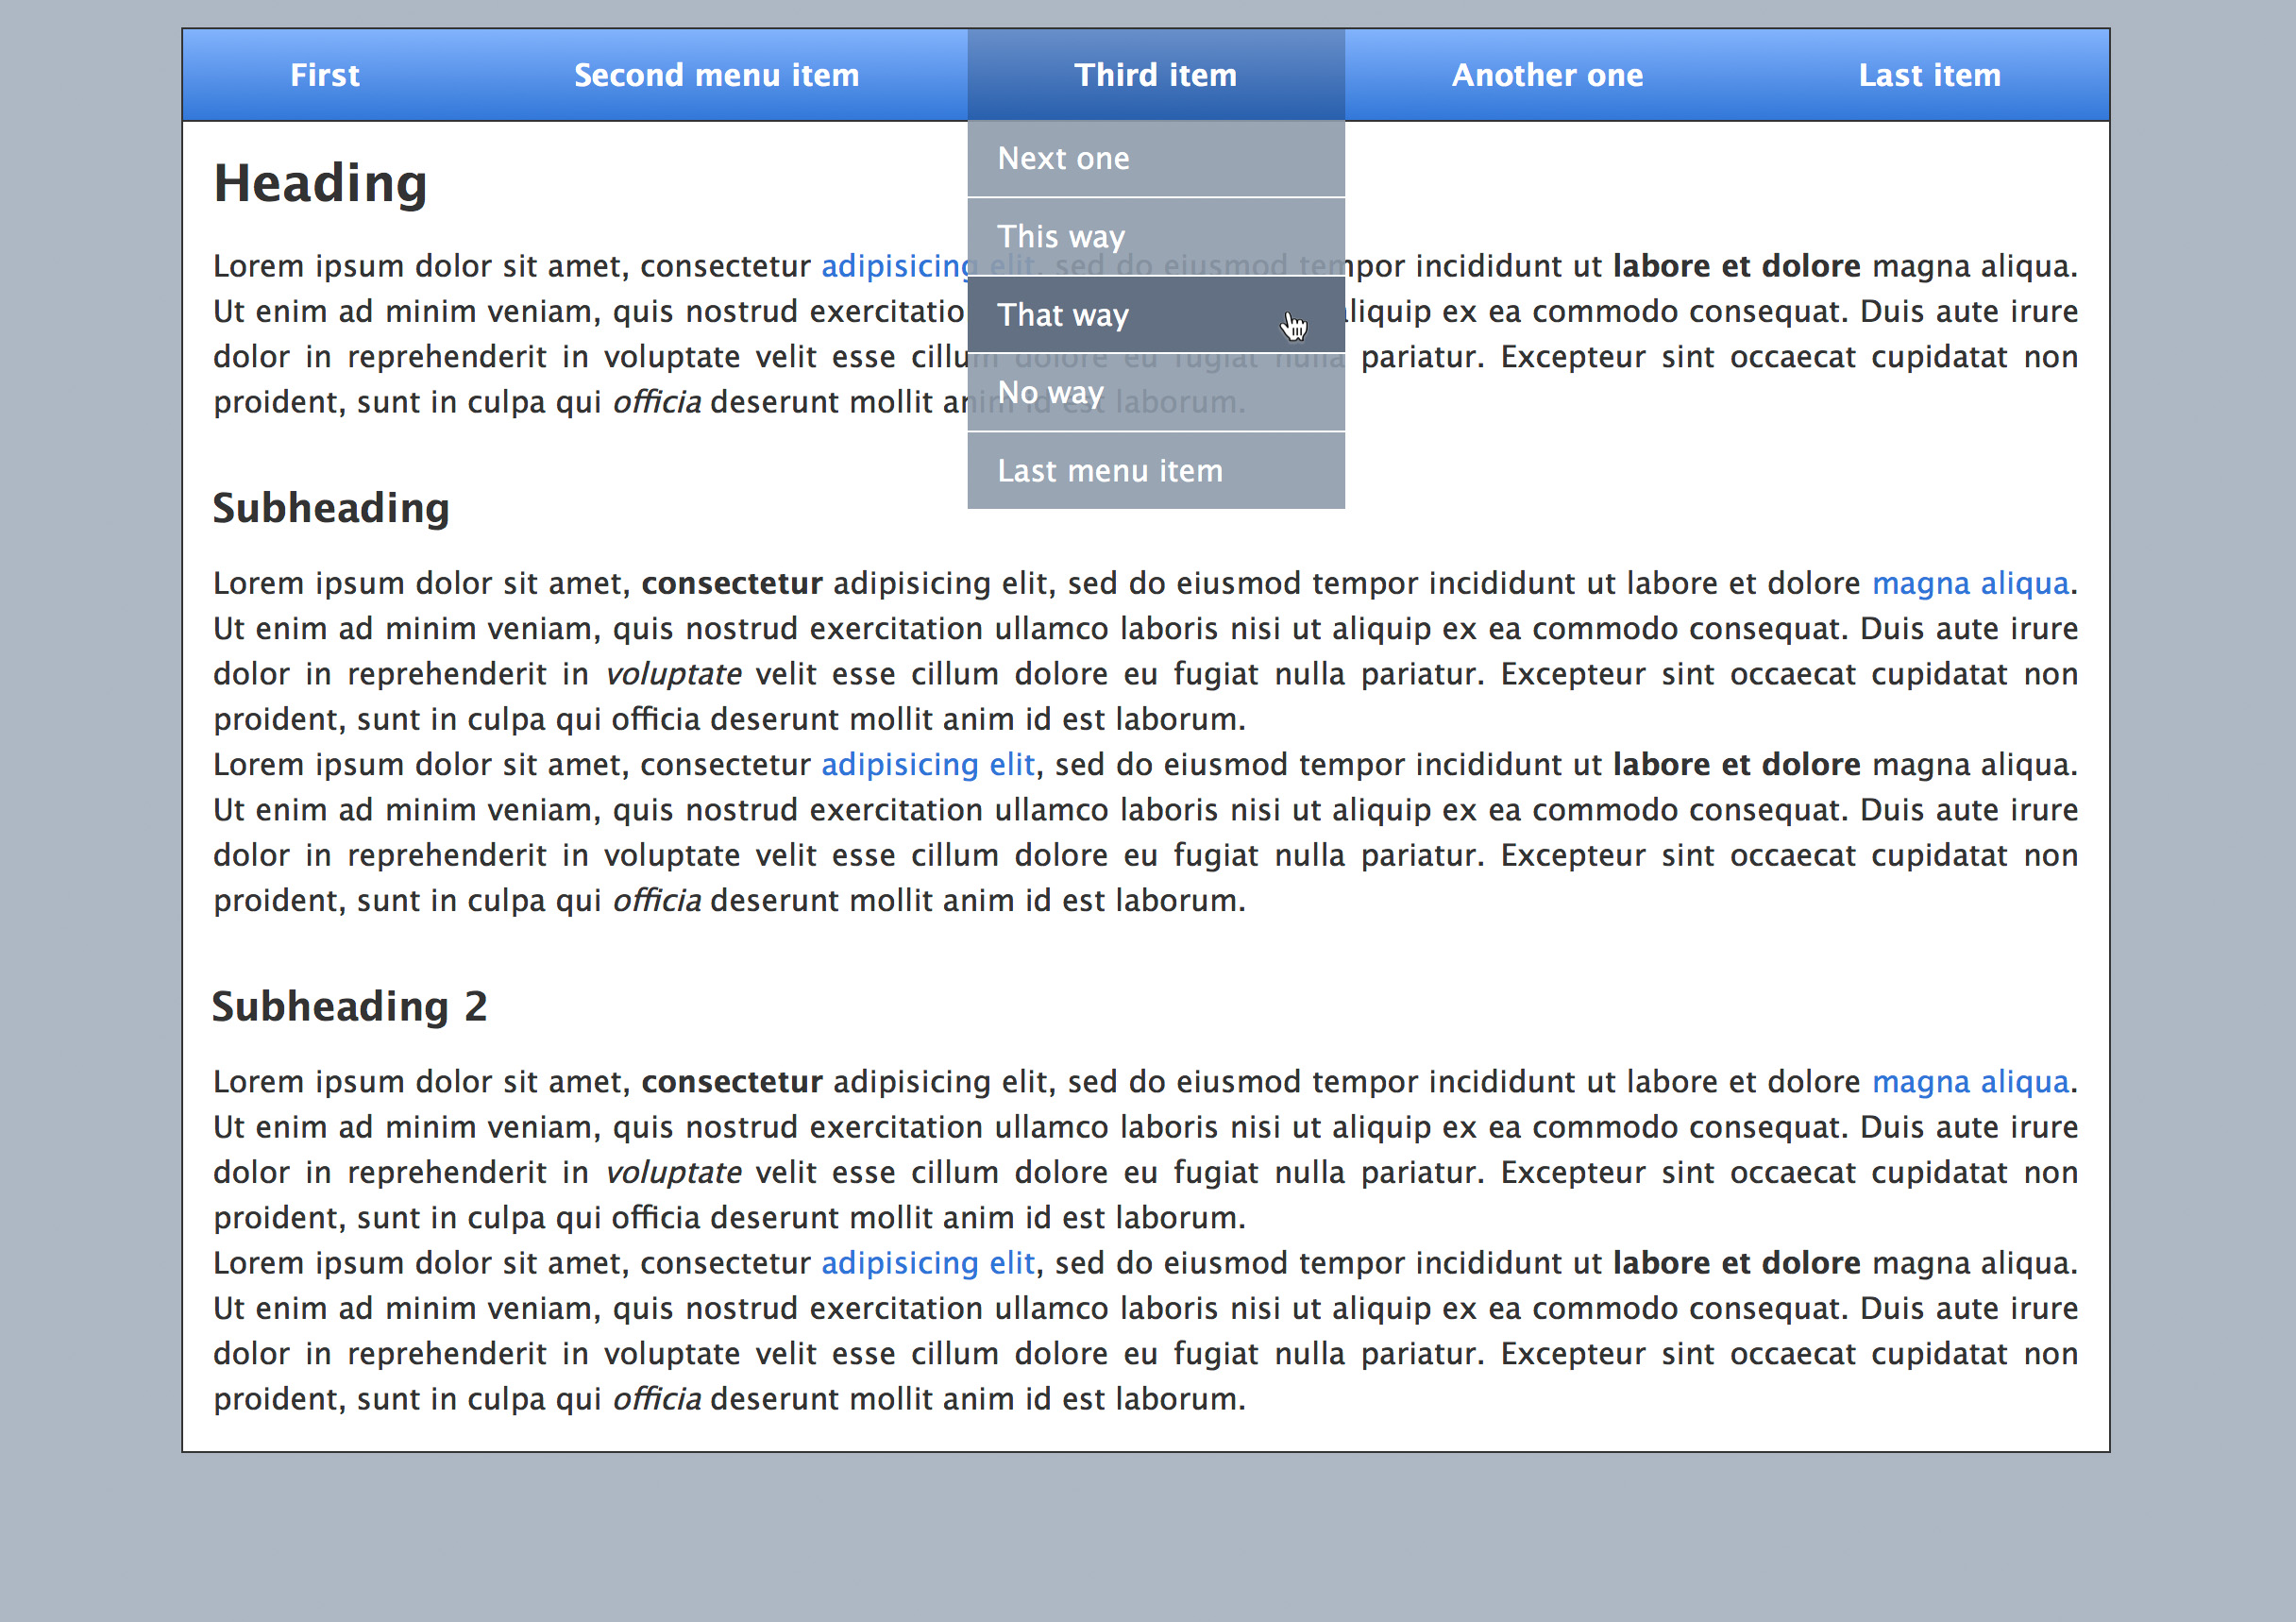 First Second menu item Third item Another one Last item
Next one
This way
That way
No way
Last menu item
Heading
Lorem ipsum dolor sit amet, consectetur adipisicing elit, sed do eiusmod tempor incididunt ut labore et dolore magna aliqua.
Ut enim ad minim veniam, quis nostrud aliquip ex ea commodo consequat. Duis aute irure
dolor in reprehenderit in voluptate velit esse cillum dolore eu fugiat nulla pariatur. Excepteur sint occaecat cupidatat non
proident, sunt in culpa qui officia deserunt mollit anim id est laborum.
Subheading
Lorem ipsum dolor sit amet, consectetur adipisicing elit, sed do eiusmod tempor incididunt ut labore et dolore magna aliqua.
Ut enim ad minim veniam, quis nostrud exercitation ullamco laboris nisi ut aliquip ex ea commodo consequat. Duis aute irure
dolor in reprehenderit in voluptate velit esse cillum dolore eu fugiat nulla pariatur. Excepteur sint occaecat cupidatat non
proident, sunt in culpa qui officia deserunt mollit anim id est laborum.
Lorem ipsum dolor sit amet, consectetur adipisicing elit, sed do eiusmod tempor incididunt ut labore et dolore magna aliqua.
Ut enim ad minim veniam, quis nostrud exercitation ullamco laboris nisi ut aliquip ex ea commodo consequat. Duis aute irure
dolor in reprehenderit in voluptate velit esse cillum dolore eu fugiat nulla pariatur. Excepteur sint occaecat cupidatat non
proident, sunt in culpa qui officia deserunt mollit anim id est laborum.
Subheading 2
Lorem ipsum dolor sit amet, consectetur adipisicing elit, sed do eiusmod tempor incididunt ut labore et dolore magna aliqua.
Ut enim ad minim veniam, quis nostrud exercitation ullamco laboris nisi ut aliquip ex ea commodo consequat. Duis aute irure
dolor in reprehenderit in voluptate velit esse cillum dolore eu fugiat nulla pariatur. Excepteur sint occaecat cupidatat non
proident, sunt in culpa qui officia deserunt mollit anim id est laborum.
Lorem ipsum dolor sit amet, consectetur adipisicing elit, sed do eiusmod tempor incididunt ut labore et dolore magna aliqua.
Ut enim ad minim veniam, quis nostrud exercitation ullamco laboris nisi ut aliquip ex ea commodo consequat. Duis aute irure
dolor in reprehenderit in voluptate velit esse cillum dolore eu fugiat nulla pariatur. Excepteur sint occaecat cupidatat non
proident, sunt in culpa qui officia deserunt mollit anim id est laborum.